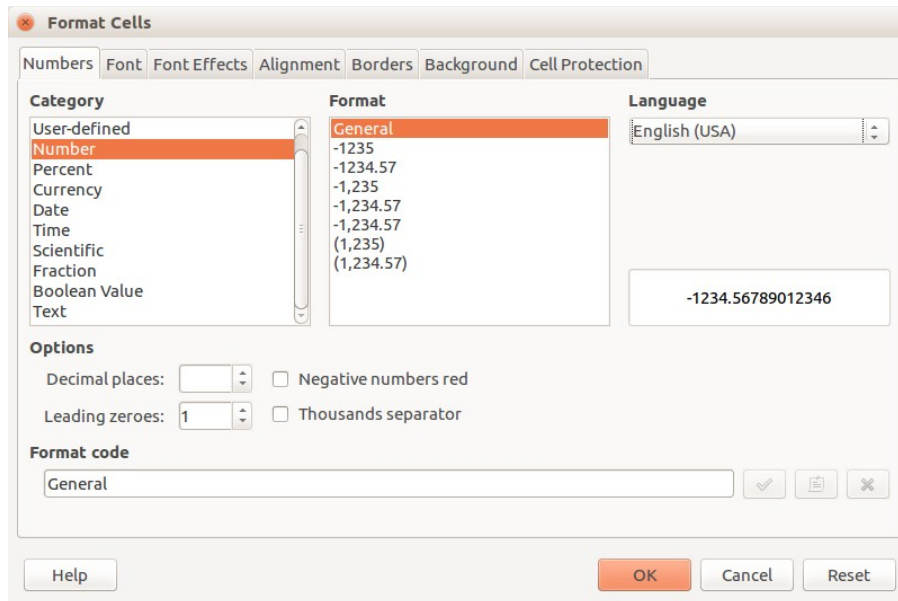 Format Cells
Numbers Font Font Effects Alignment Borders Background Cell Protection
Category
User-defined
Number
Percent
Currency
Date
Time
Scientific
Fraction
Boolean Value
Text
Format
General
-1235
-1234.57
-1,235
-1,234.57
-1,234.57
(1,235)
(1,234.57)
Language
English (USA)
-1234.56789012346
Options
Decimal places:
Negative numbers red
Leading zeroes: 1
Thousands separator
Format code
General
Help OK Cancel Reset